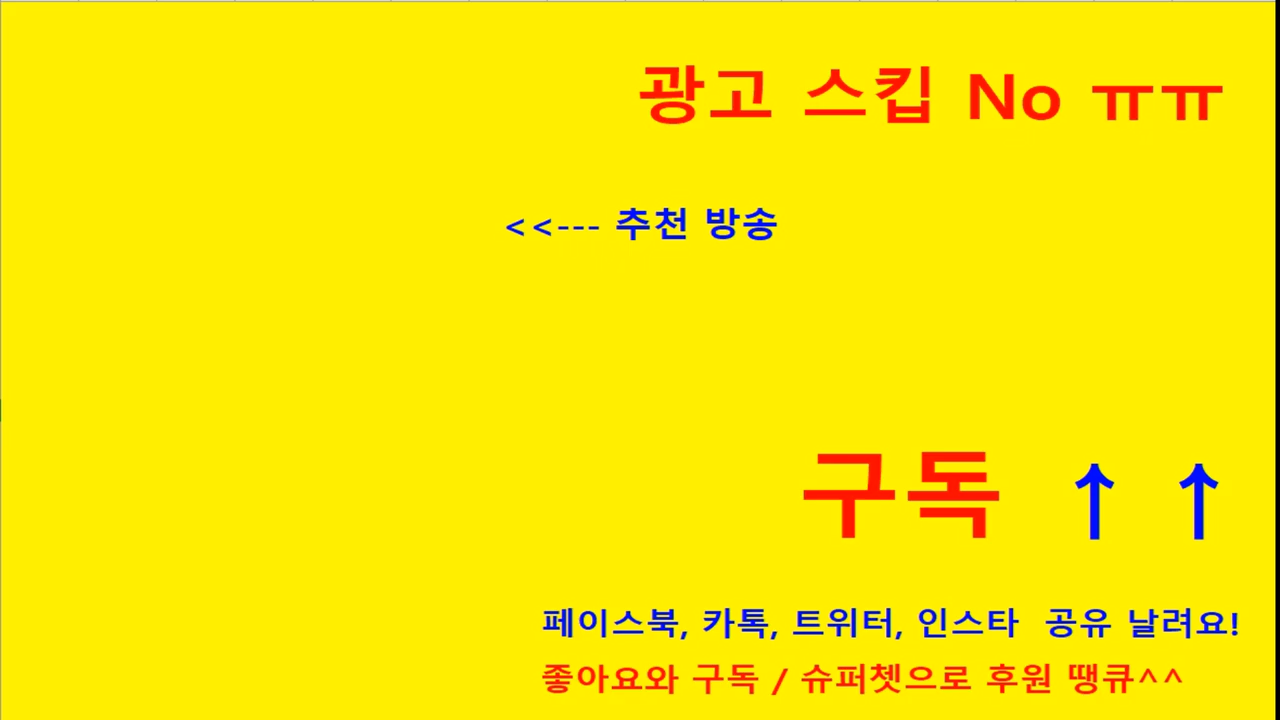 광고 스킵 No ㅠㅠ
<<--- 추천 방송
구독 ↑ ↑
페이스북, 카톡, 트위터, 인스타 공유 날려요!
좋아요와 구독 / 슈퍼쳇으로 후원 땡큐^^